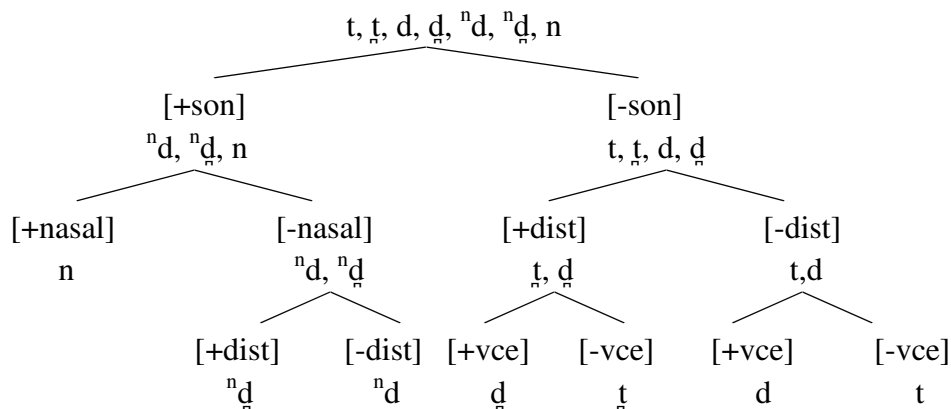 t, t̪, d, d̪, ⁿd, ⁿd̪, n
[+son] [-son]
ⁿd, ⁿd̪, n t, t̪, d, d̪
[+nasal] [-nasal] [+dist] [-dist]
n ⁿd, ⁿd̪ t̪, d̪ t,d
[+dist] [-dist] [+vce] [-vce] [+vce] [-vce]
ⁿd̪ ⁿd d̪ t̪ d t